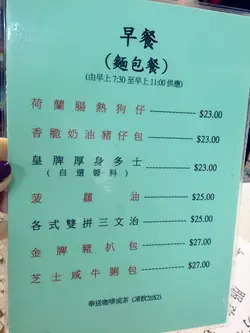 早餐
(麵包餐)
(由早上7:30至早上11:00供應)
荷蘭腸熱狗仔 ---- $23.00
香脆奶油豬仔包 ---- $23.00
皇牌厚身多士 ---- $23.00
(自選醬料)
菠蘿油 ---- $25.00
各式雙拼三文治 ---- $25.00
金牌豬扒包 ---- $27.00
芝士咸牛脷包 ---- $27.00
奉送咖啡或茶 (凍飲加$2)